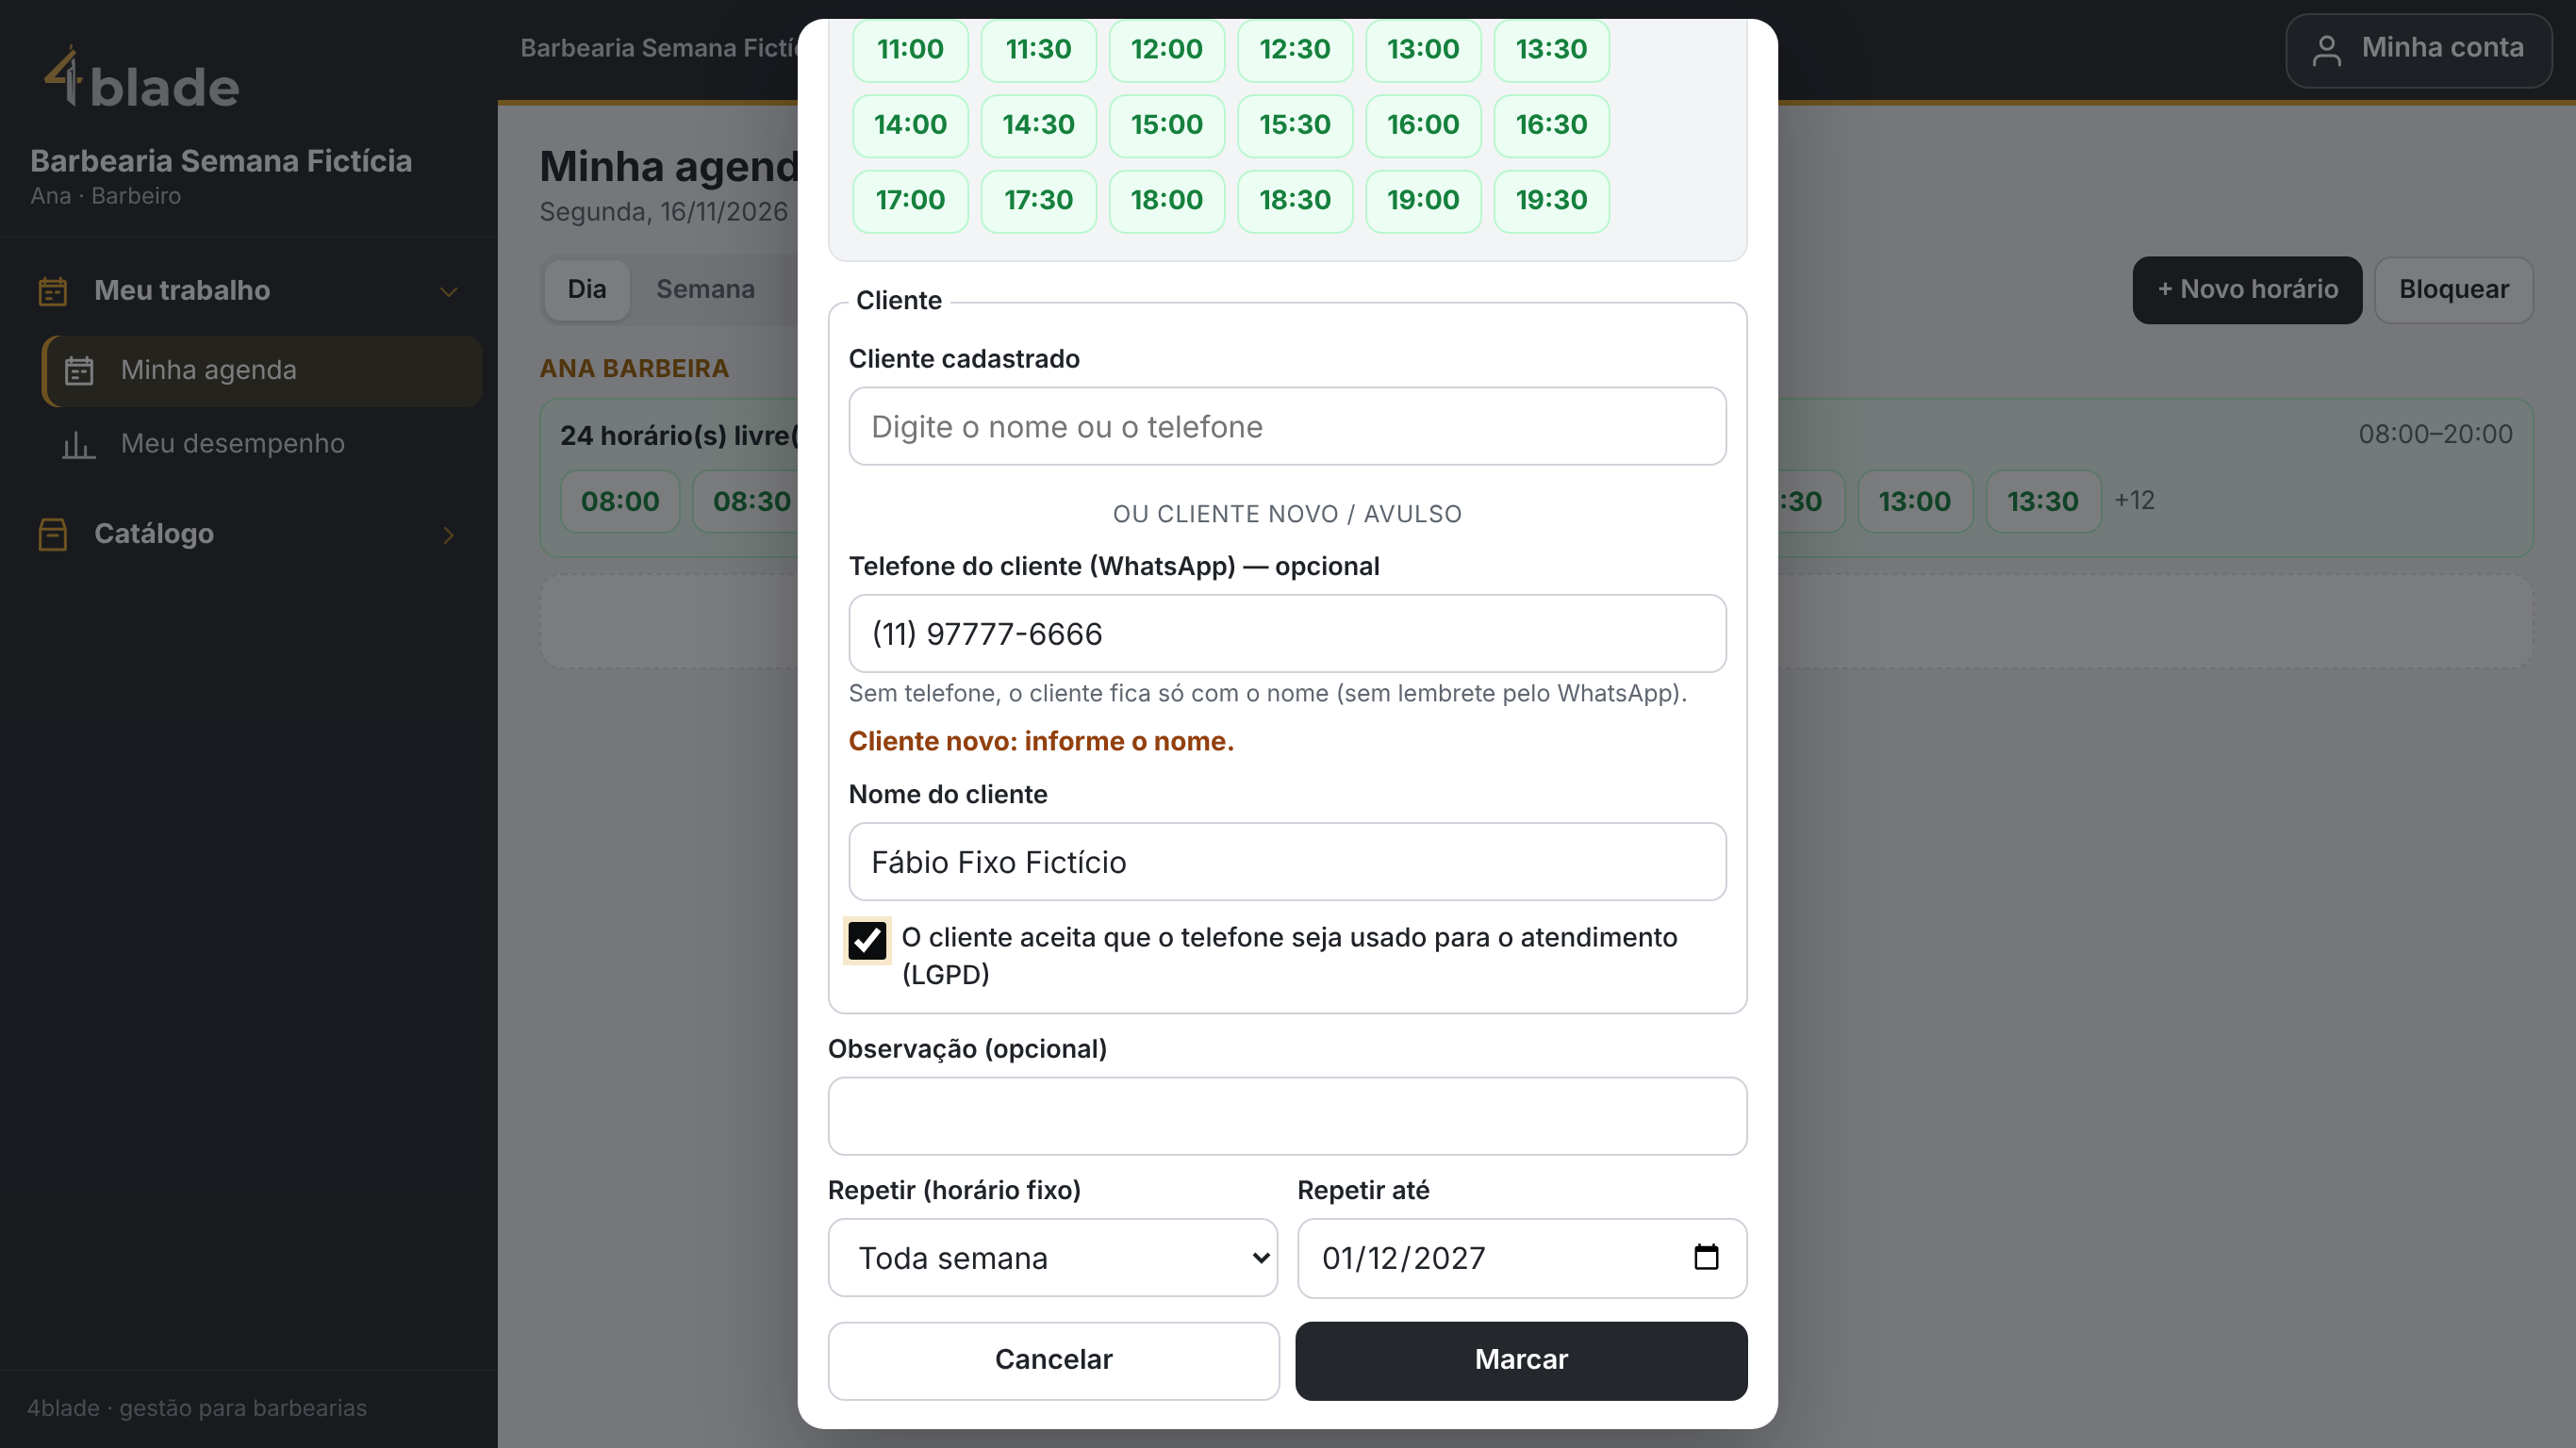 4blade
Barbearia Semana Fictícia
Ana · Barbeiro
Meu trabalho
Minha agenda
Meu desempenho
Catálogo
4blade · gestão para barbearias
Barbearia Semana
Minha conta
Minha
Segunda, 16/11/2026
Dia
Semana
+ Novo horário
Bloquear
ANA BARBEIRA
24 horário(s)
08:00–20:00
08:00
08:30
:30
13:00
13:30
+12
11:00
11:30
12:00
12:30
13:00
13:30
14:00
14:30
15:00
15:30
16:00
16:30
17:00
17:30
18:00
18:30
19:00
19:30
Cliente
Cliente cadastrado
Digite o nome ou o telefone
OU CLIENTE NOVO / AVULSO
Telefone do cliente (WhatsApp) — opcional
(11) 97777-6666
Sem telefone, o cliente fica só com o nome (sem lembrete pelo WhatsApp).
Cliente novo: informe o nome.
Nome do cliente
Fábio Fixo Fictício
O cliente aceita que o telefone seja usado para o atendimento
(LGPD)
Observação (opcional)
Repetir (horário fixo)
Repetir até
Toda semana
01/12/2027
Cancelar
Marcar